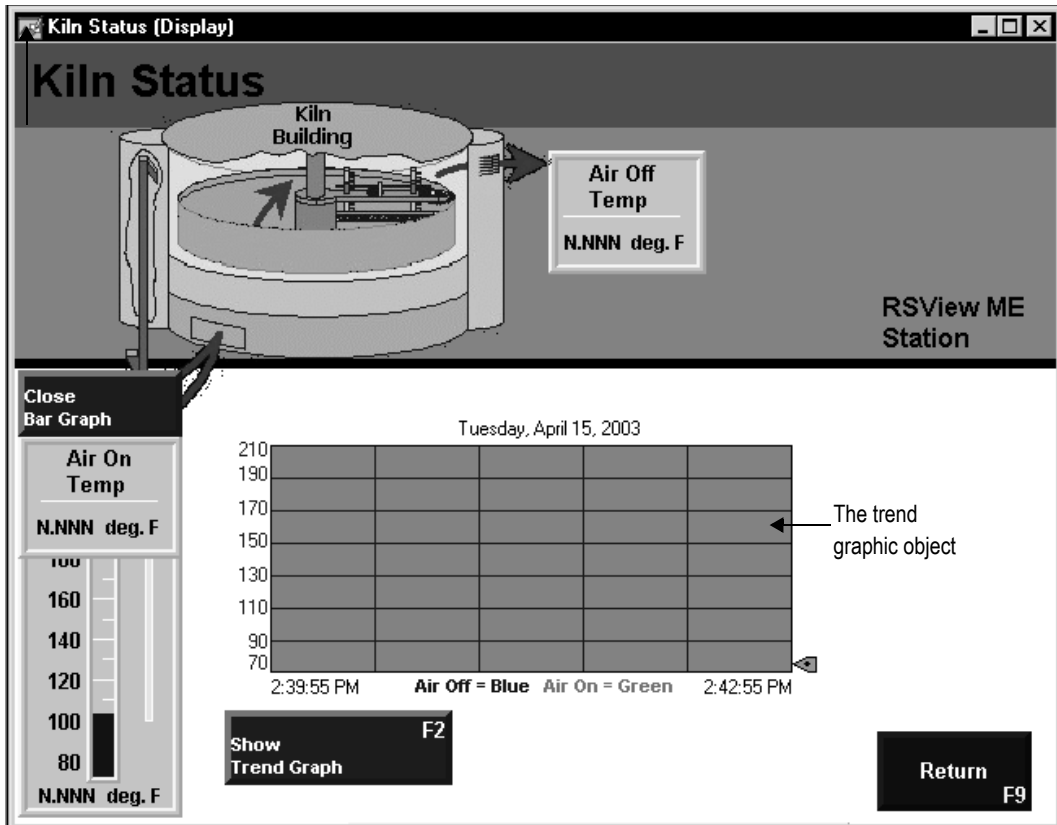 Kiln Status (Display)
Kiln Status
Kiln
Building
Air Off
Temp
N.NNN deg. F
RSView ME
Station
Close
Bar Graph
Air On
Temp
N.NNN deg. F
160
140
120
100
80
N.NNN deg. F
Tuesday, April 15, 2003
210
190
170
150
130
110
90
70
2:39:55 PM Air Off = Blue Air On = Green 2:42:55 PM
The trend
graphic object
F2
Show
Trend Graph
Return
F9